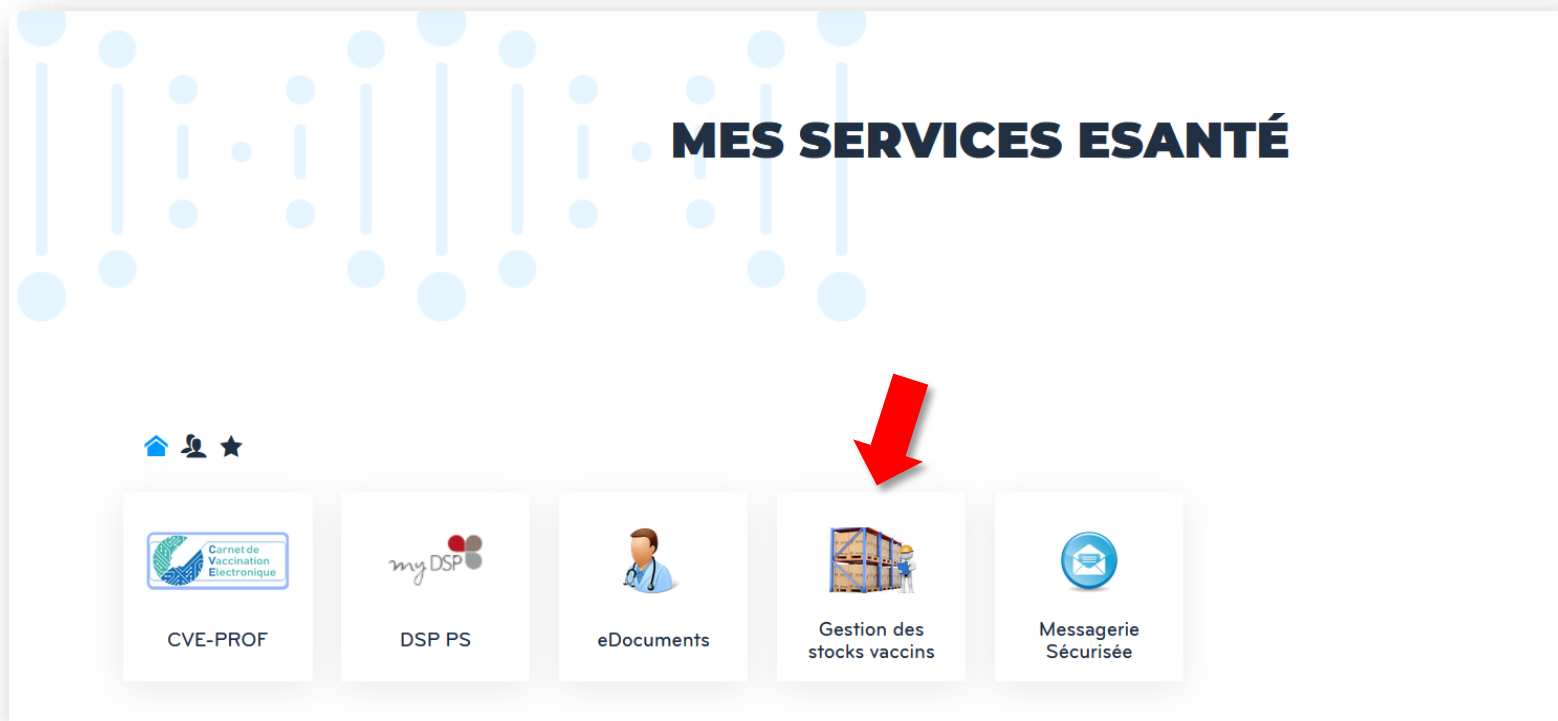 MES SERVICES ESANTÉ
Carnet de
Vaccination
Electronique
CVE-PROF
my DSP
DSP PS
eDocuments
Gestion des
stocks vaccins
Messagerie
Sécurisée